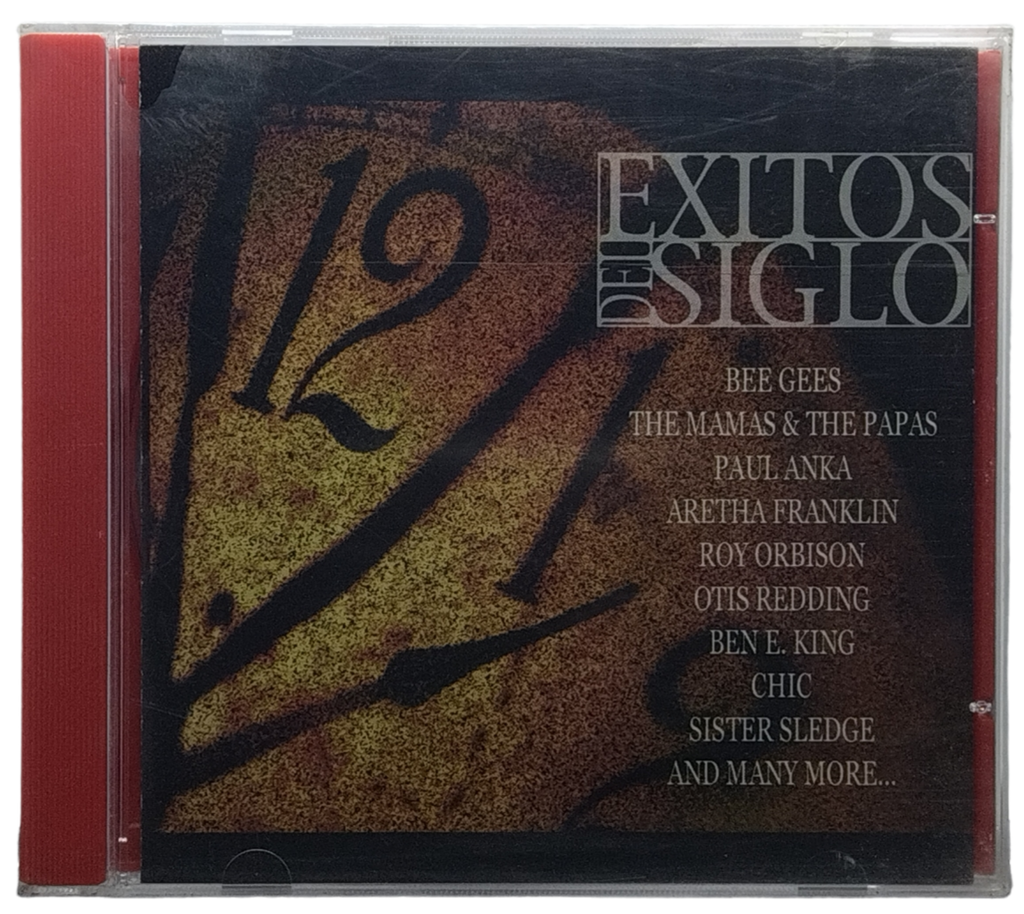 12
1
2
EXITOS
DEL SIGLO
BEE GEES
THE MAMAS & THE PAPAS
PAUL ANKA
ARETHA FRANKLIN
ROY ORBISON
OTIS REDDING
BEN E. KING
CHIC
SISTER SLEDGE
AND MANY MORE...